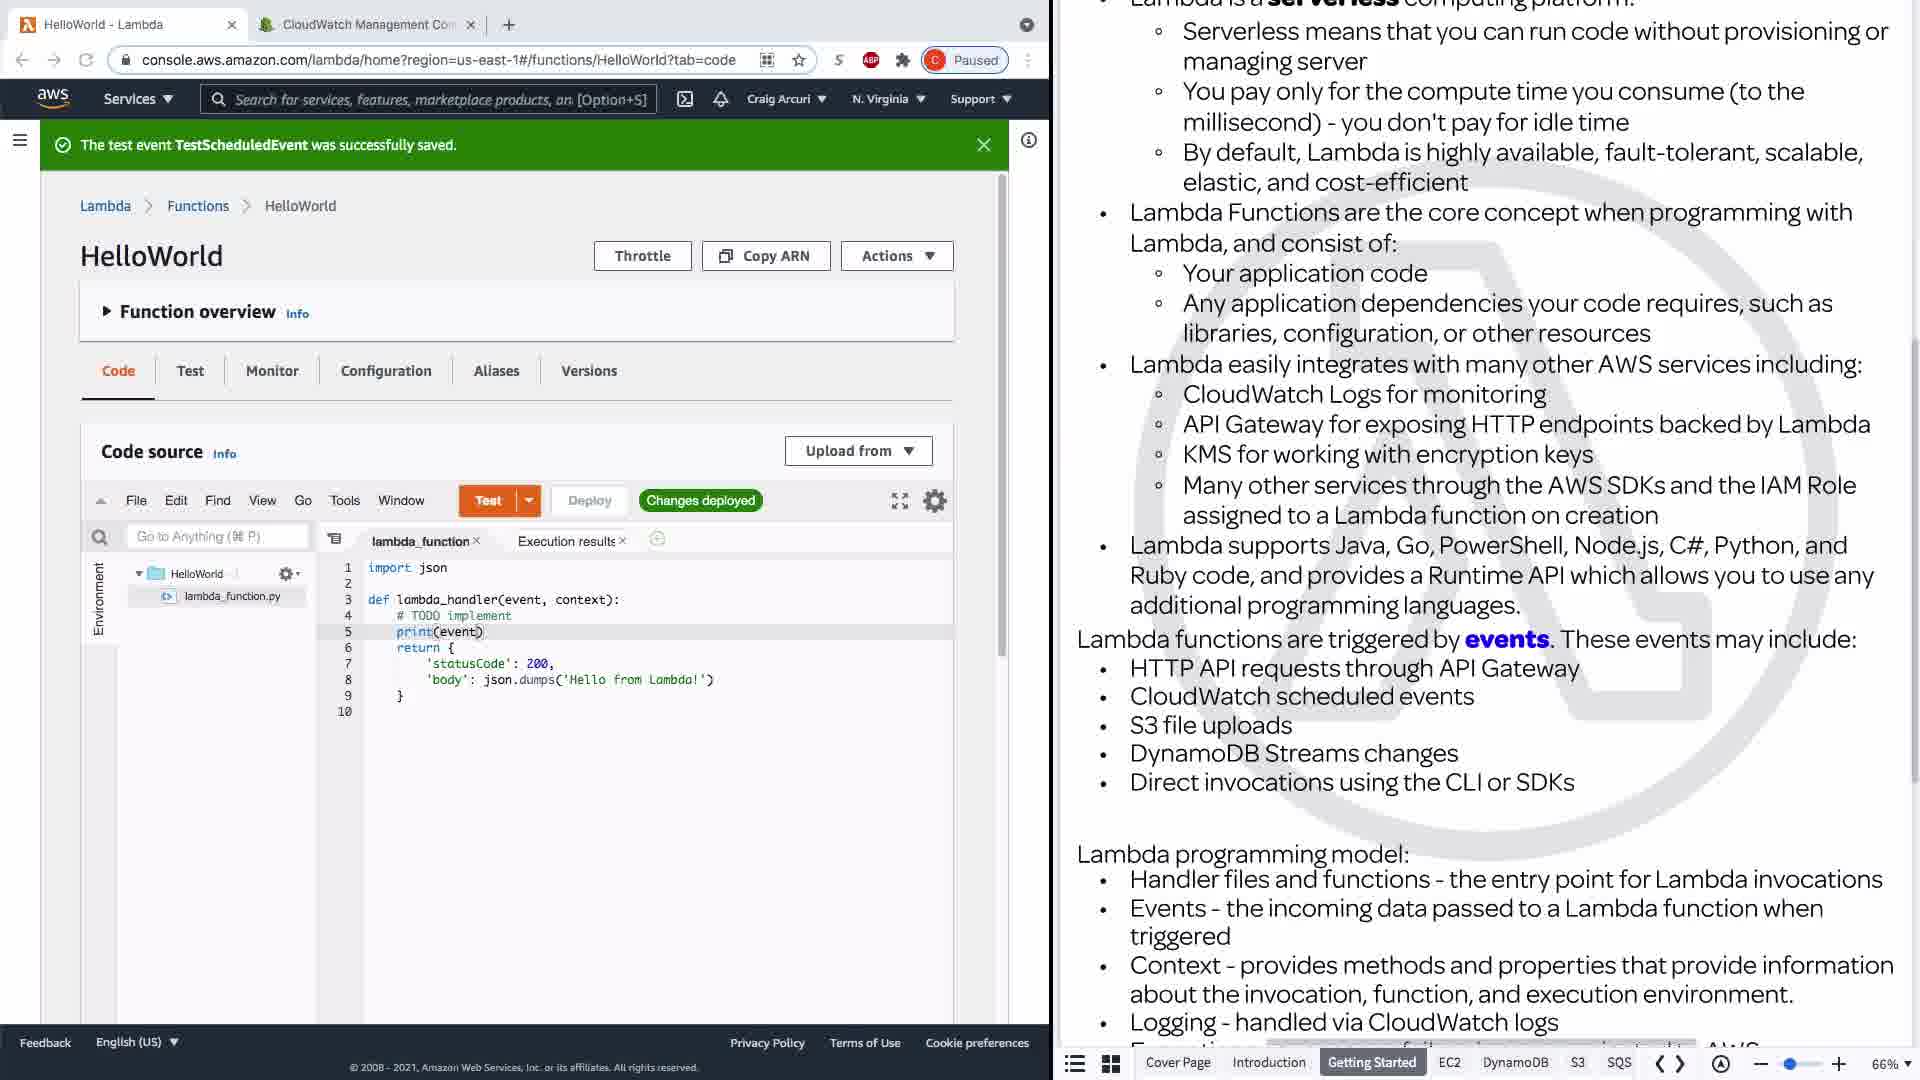 HelloWorld - Lambda
CloudWatch Management Con
console.aws.amazon.com/lambda/home?region=us-east-1#/functions/HelloWorld?tab=code
ABP
C Paused
aws
Services
Search for services, features, marketplace products, an [Option+S]
Craig Arcuri
N. Virginia
Support
The test event TestScheduledEvent was successfully saved.
Lambda
Functions
HelloWorld
HelloWorld
Throttle
Copy ARN
Actions
Function overview Info
Code
Test
Monitor
Configuration
Aliases
Versions
Code source Info
Upload from
File Edit Find View Go Tools Window
Test
Deploy
Changes deployed
Go to Anything (⌘ P)
lambda_function
Execution results
Environment
HelloWorld
lambda_function.py
1 import json
2
3 def lambda_handler(event, context):
4 # TODO implement
5 print(event)
6 return {
7 'statusCode': 200,
8 'body': json.dumps('Hello from Lambda!')
9 }
10
Feedback
English (US)
Privacy Policy
Terms of Use
Cookie preferences
© 2008 - 2021, Amazon Web Services, Inc. or its affiliates. All rights reserved.
• Lambda is a serverless computing platform.
◦ Serverless means that you can run code without provisioning or
managing server
◦ You pay only for the compute time you consume (to the
millisecond) - you don't pay for idle time
◦ By default, Lambda is highly available, fault-tolerant, scalable,
elastic, and cost-efficient
• Lambda Functions are the core concept when programming with
Lambda, and consist of:
◦ Your application code
◦ Any application dependencies your code requires, such as
libraries, configuration, or other resources
• Lambda easily integrates with many other AWS services including:
◦ CloudWatch Logs for monitoring
◦ API Gateway for exposing HTTP endpoints backed by Lambda
◦ KMS for working with encryption keys
◦ Many other services through the AWS SDKs and the IAM Role
assigned to a Lambda function on creation
• Lambda supports Java, Go, PowerShell, Node.js, C#, Python, and
Ruby code, and provides a Runtime API which allows you to use any
additional programming languages.
Lambda functions are triggered by events. These events may include:
• HTTP API requests through API Gateway
• CloudWatch scheduled events
• S3 file uploads
• DynamoDB Streams changes
• Direct invocations using the CLI or SDKs
Lambda programming model:
• Handler files and functions - the entry point for Lambda invocations
• Events - the incoming data passed to a Lambda function when
triggered
• Context - provides methods and properties that provide information
about the invocation, function, and execution environment.
• Logging - handled via CloudWatch logs
Cover Page
Introduction
Getting Started
EC2
DynamoDB
S3
SQS
66%